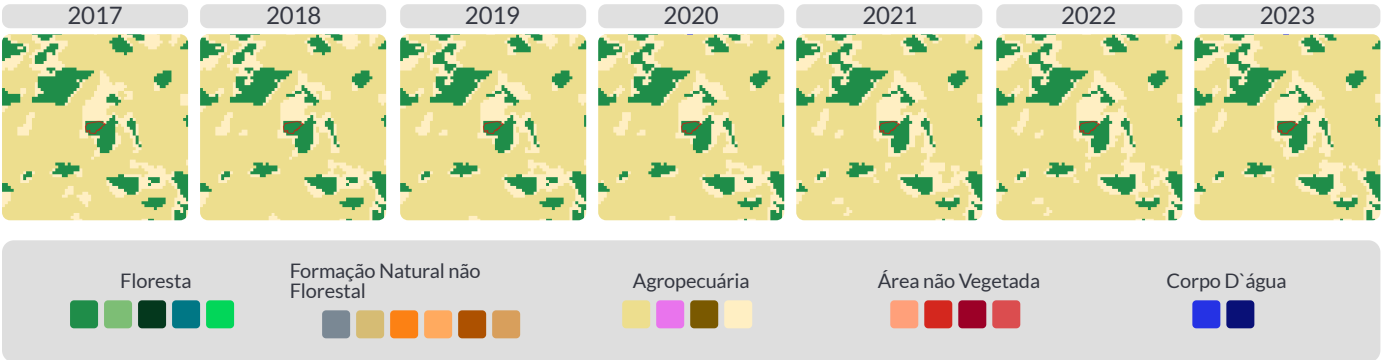 2017
2018
2019
2020
2021
2022
2023
Floresta
Formação Natural não
Florestal
Agropecuária
Área não Vegetada
Corpo D`água